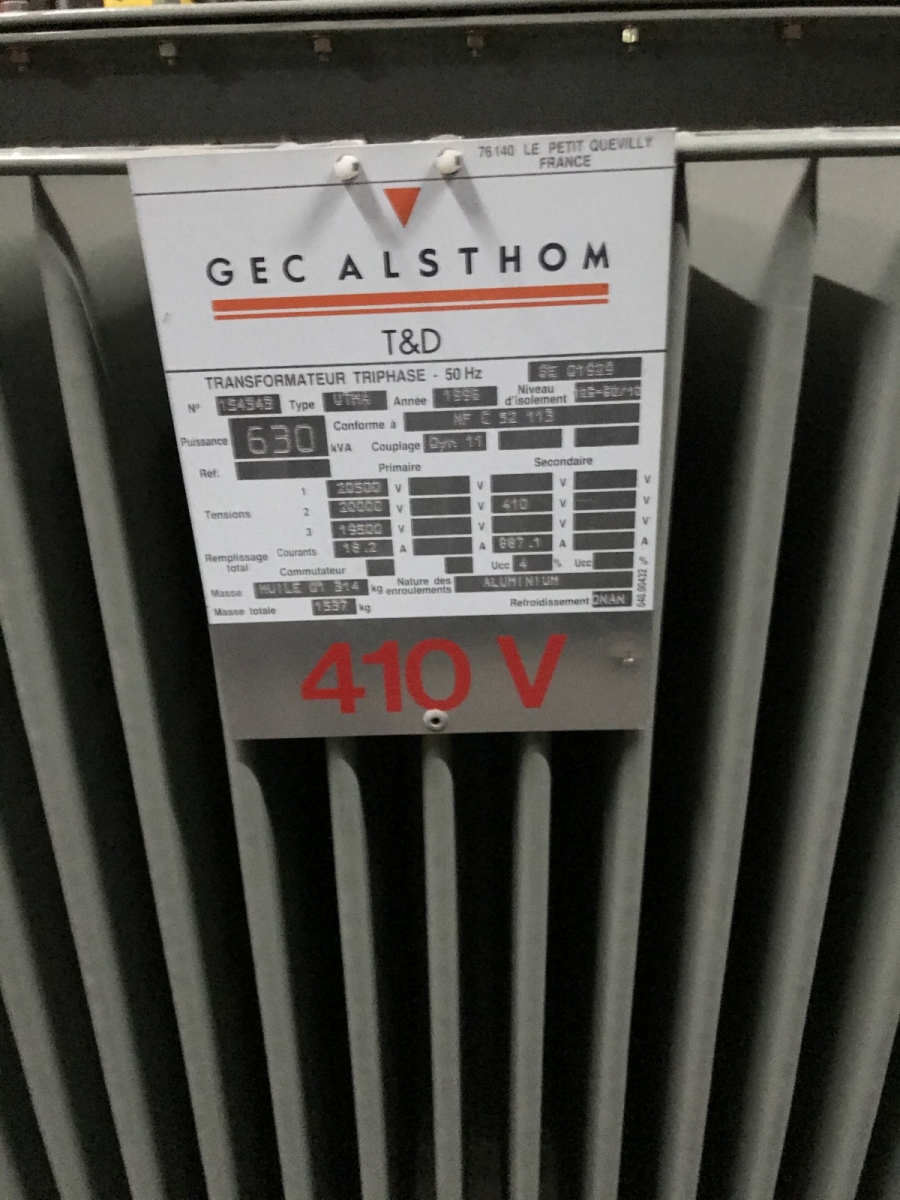 76140 LE PETIT QUEVILLY
FRANCE
GEC ALSTHOM
T&D
TRANSFORMATEUR TRIPHASE - 50 Hz
N° Type UTHA Année Niveau d'isolement
Conforme à NF C 52 113
Puissance 630 kVA Couplage Dyn 11
Ref. Primaire Secondaire
1 20500 V V V V
Tensions 2 20000 V V 410 V V
3 19500 V V V V
Remplissage total Courants 18.2 A A 887.1 A A
Commutateur Ucc 4 % Ucc %
Masse HUILE OM 314 kg Nature des enroulements ALUMINIUM
Masse totale 1537 kg Refroidissement ONAN
410 V